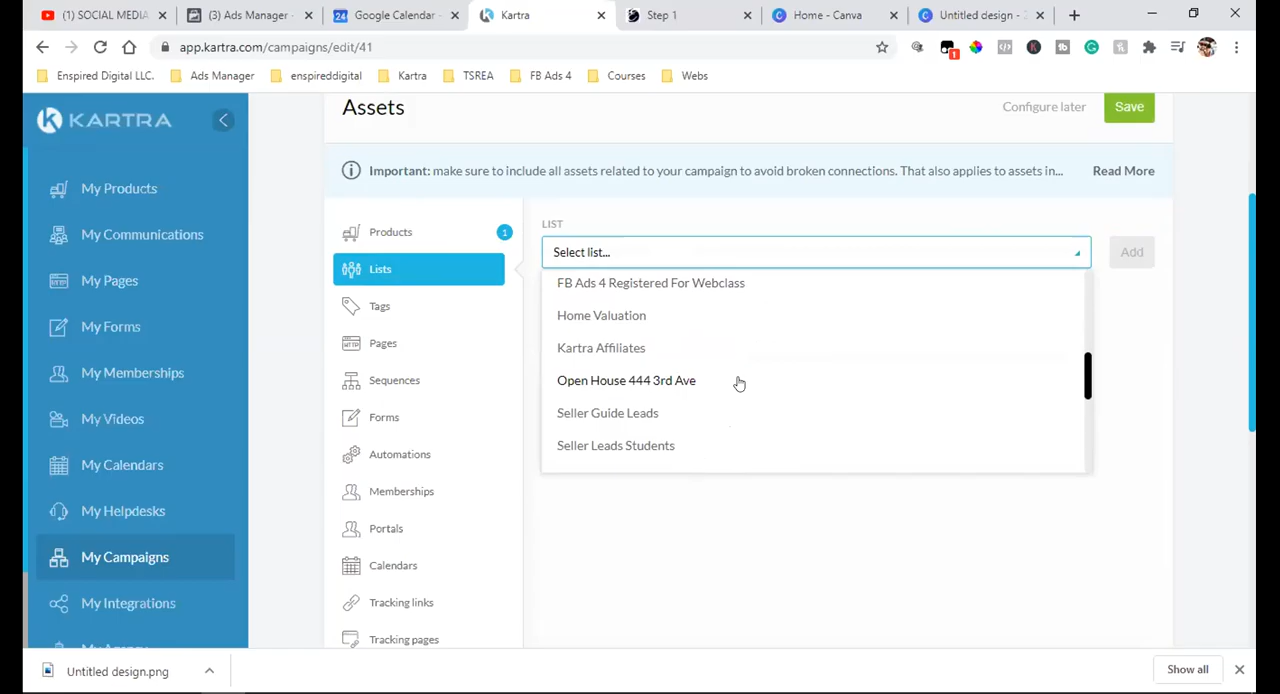 (1) SOCIAL MEDIA
(3) Ads Manager -
24 Google Calendar -
Kartra
Step 1
Home - Canva
Untitled design - 2
app.kartra.com/campaigns/edit/41
1
Enspired Digital LLC.
Ads Manager
enspireddigital
Kartra
TSREA
FB Ads 4
Courses
Webs
KARTRA
My Products
My Communications
My Pages
My Forms
My Memberships
My Videos
My Calendars
My Helpdesks
My Campaigns
My Integrations
Assets
Configure later
Save
Important: make sure to include all assets related to your campaign to avoid broken connections. That also applies to assets in...
Read More
Products
1
Lists
Tags
Pages
Sequences
Forms
Automations
Memberships
Portals
Calendars
Tracking links
Tracking pages
LIST
Select list...
Add
FB Ads 4 Registered For Webclass
Home Valuation
Kartra Affiliates
Open House 444 3rd Ave
Seller Guide Leads
Seller Leads Students
Untitled design.png
Show all